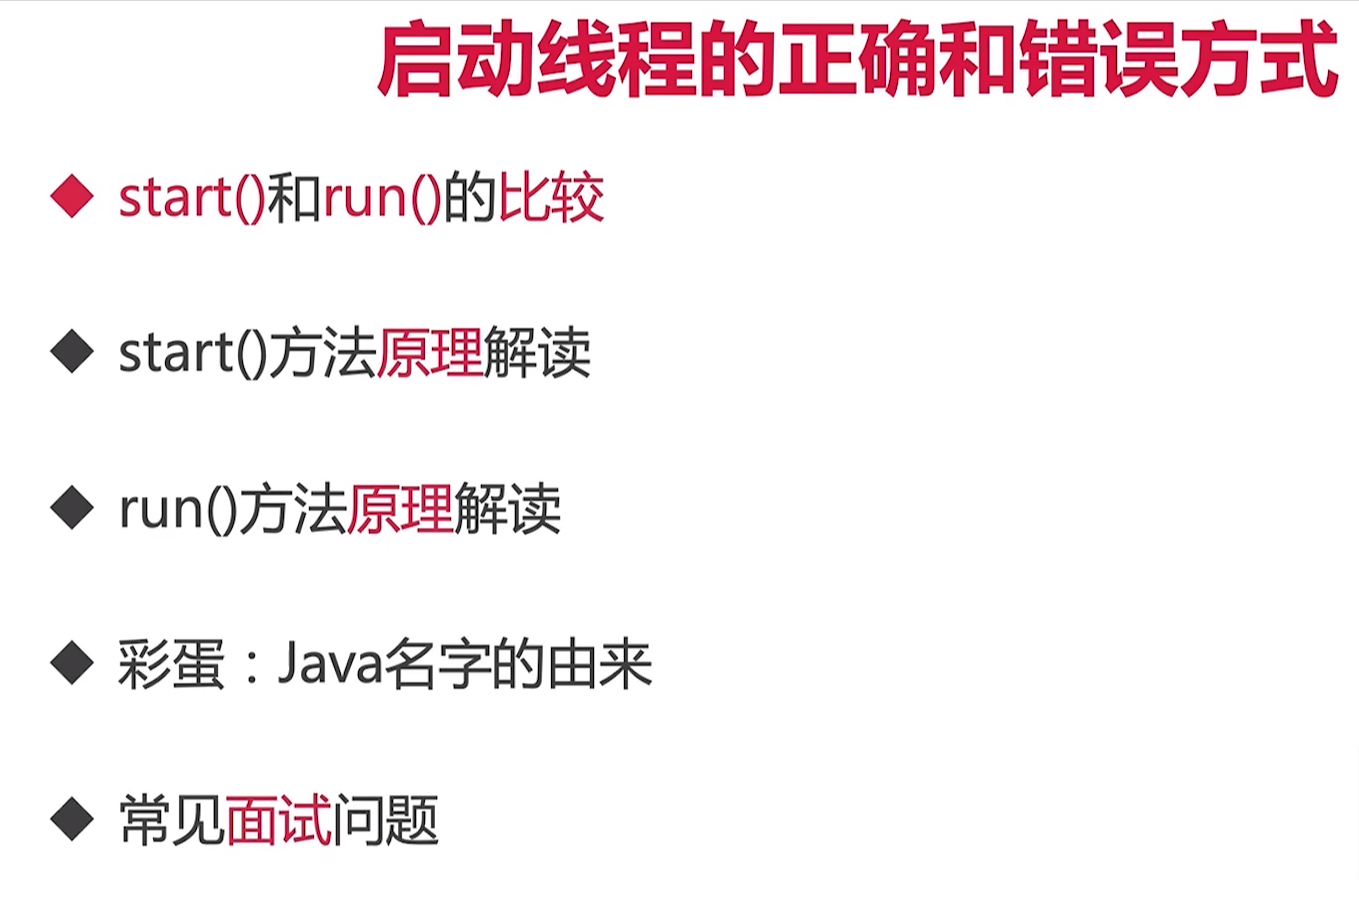 启动线程的正确和错误方式
start()和run()的比较
start()方法原理解读
run()方法原理解读
彩蛋：Java名字的由来
常见面试问题